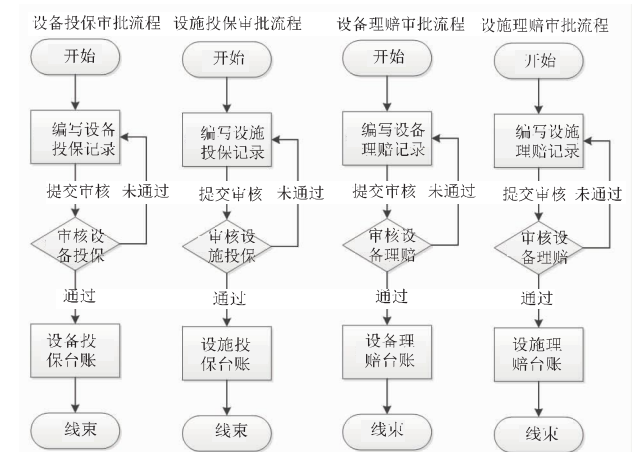 设备投保审批流程
开始
编写设备
投保记录
提交审核
未通过
审核设
备投保
通过
设备投
保台账
线束
设施投保审批流程
开始
编写设施
投保记录
提交审核
未通过
审核设
施投保
通过
设施投
保台账
线束
设备理赔审批流程
开始
编写设备
理赔记录
提交审核
未通过
审核设
备理赔
通过
设备理
赔台账
线束
设施理赔审批流程
开始
编写设施
理赔记录
提交审核
未通过
审核设
备理赔
通过
设施理
赔台账
线束